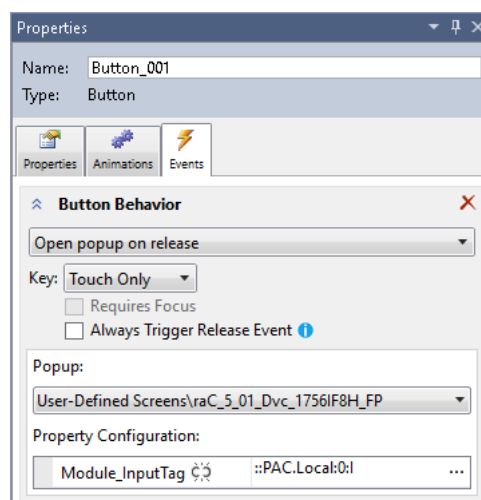 Properties
Name: Button_001
Type: Button
Properties Animations Events
Button Behavior
Open popup on release
Key: Touch Only
Requires Focus
Always Trigger Release Event
Popup:
User-Defined Screens\raC_5_01_Dvc_1756IF8H_FP
Property Configuration:
Module_InputTag ::PAC.Local:0:I ...